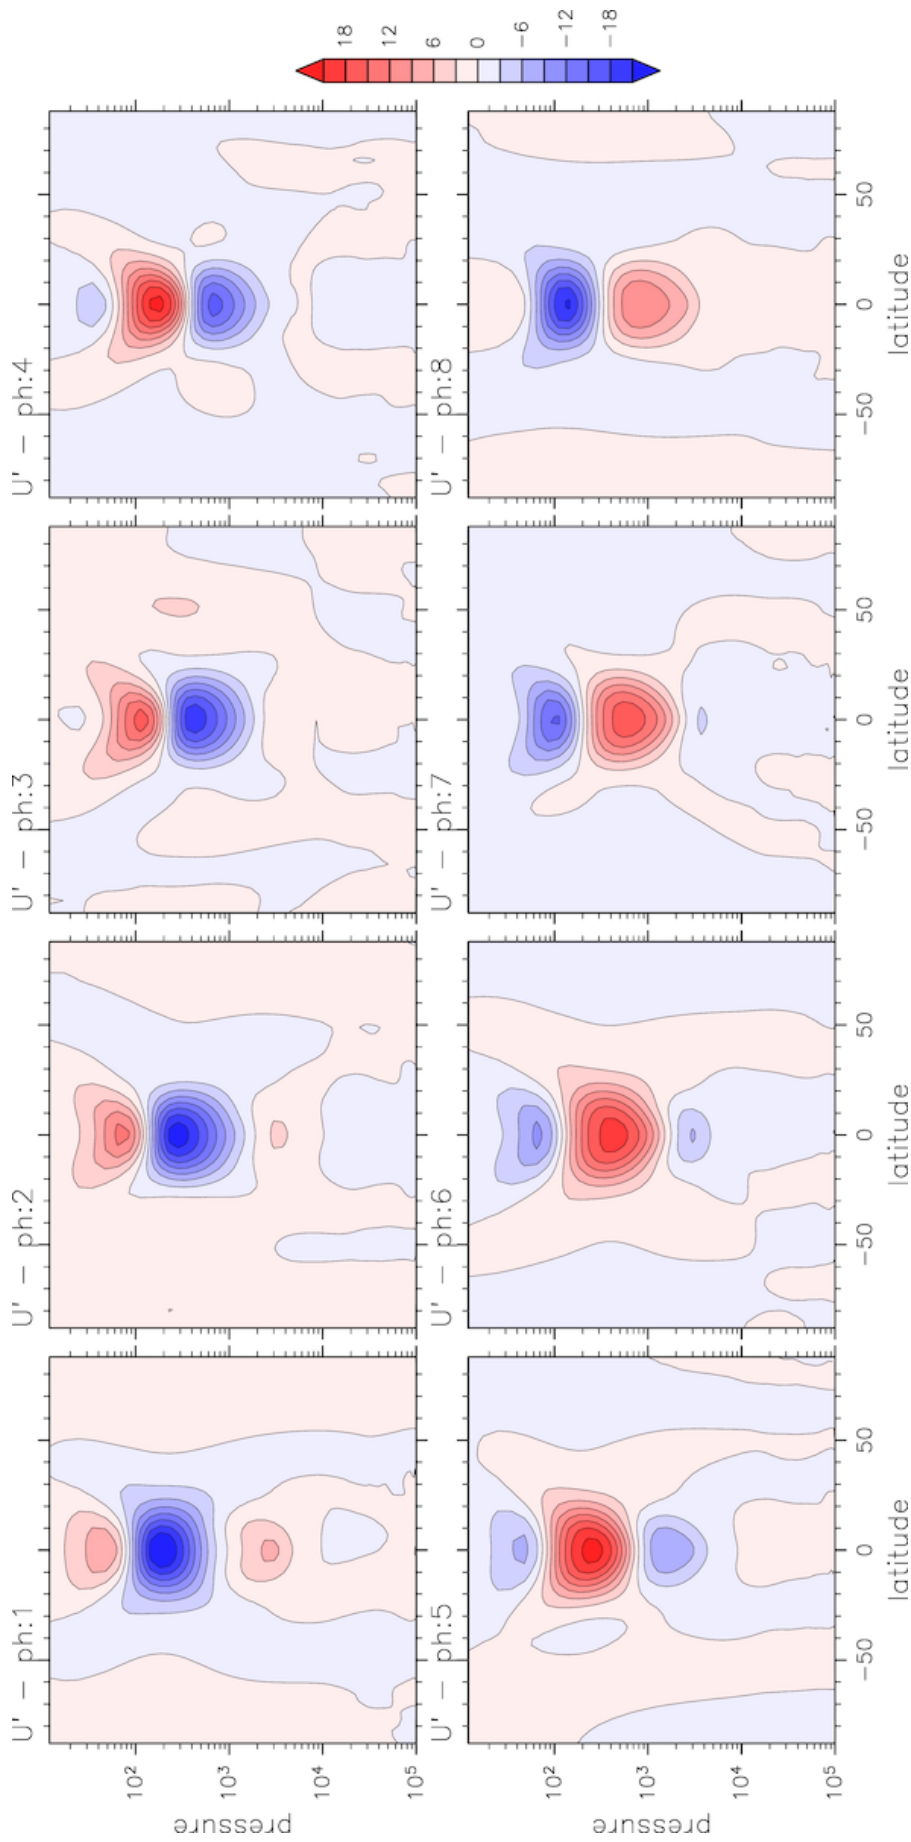 U' − ph:1
U' − ph:2
U' − ph:3
U' − ph:4
pressure
10²
10³
10⁴
10⁵
U' − ph:5
U' − ph:6
U' − ph:7
U' − ph:8
pressure
10²
10³
10⁴
10⁵
−50 0 50
−50 0 50
−50 0 50
−50 0 50
latitude
latitude
latitude
latitude
18
12
6
0
−6
−12
−18